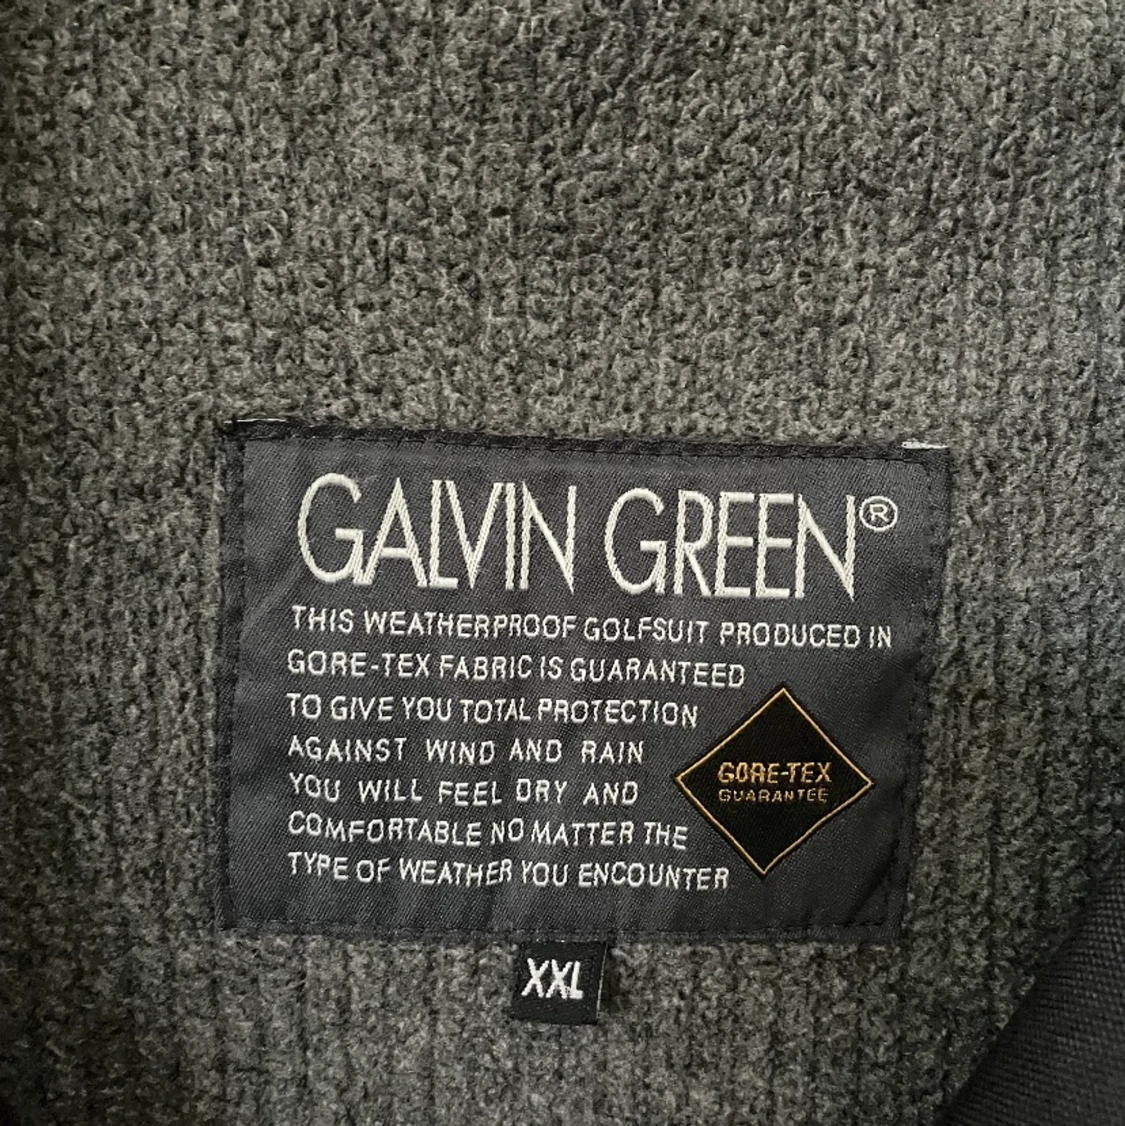 GALVIN GREEN®
THIS WEATHERPROOF GOLFSUIT PRODUCED IN
GORE-TEX FABRIC IS GUARANTEED
TO GIVE YOU TOTAL PROTECTION
AGAINST WIND AND RAIN
YOU WILL FEEL DRY AND
COMFORTABLE NO MATTER THE
TYPE OF WEATHER YOU ENCOUNTER
GORE-TEX
GUARANTEE
XXL